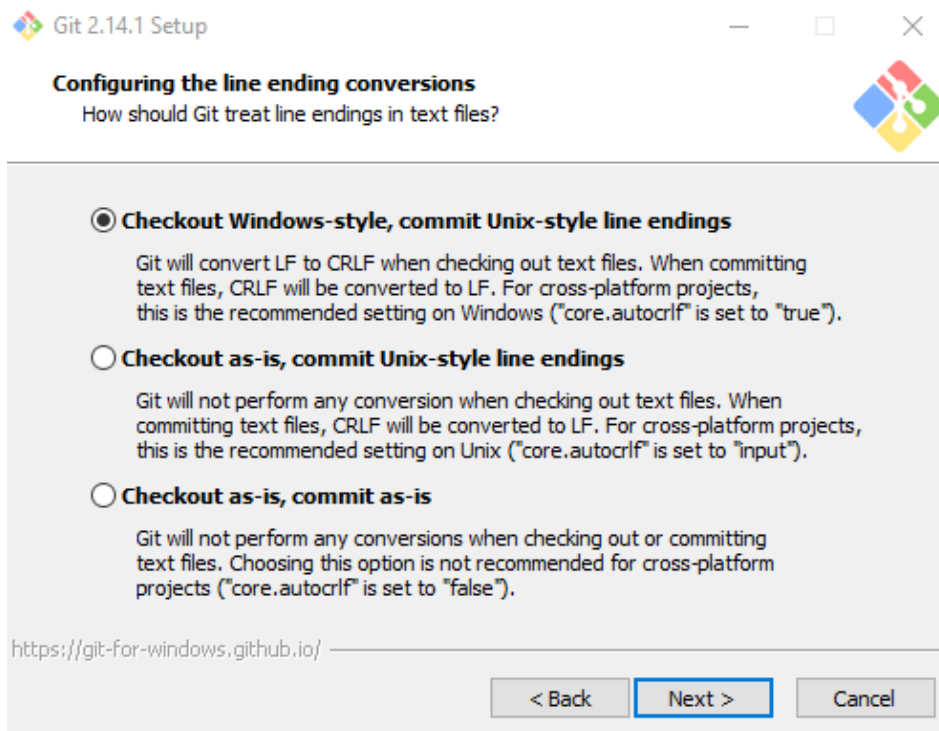 Git 2.14.1 Setup
Configuring the line ending conversions
How should Git treat line endings in text files?
Checkout Windows-style, commit Unix-style line endings
Git will convert LF to CRLF when checking out text files. When committing
text files, CRLF will be converted to LF. For cross-platform projects,
this is the recommended setting on Windows ("core.autocrlf" is set to "true").
Checkout as-is, commit Unix-style line endings
Git will not perform any conversion when checking out text files. When
committing text files, CRLF will be converted to LF. For cross-platform projects,
this is the recommended setting on Unix ("core.autocrlf" is set to "input").
Checkout as-is, commit as-is
Git will not perform any conversions when checking out or committing
text files. Choosing this option is not recommended for cross-platform
projects ("core.autocrlf" is set to "false").
https://git-for-windows.github.io/
< Back
Next >
Cancel